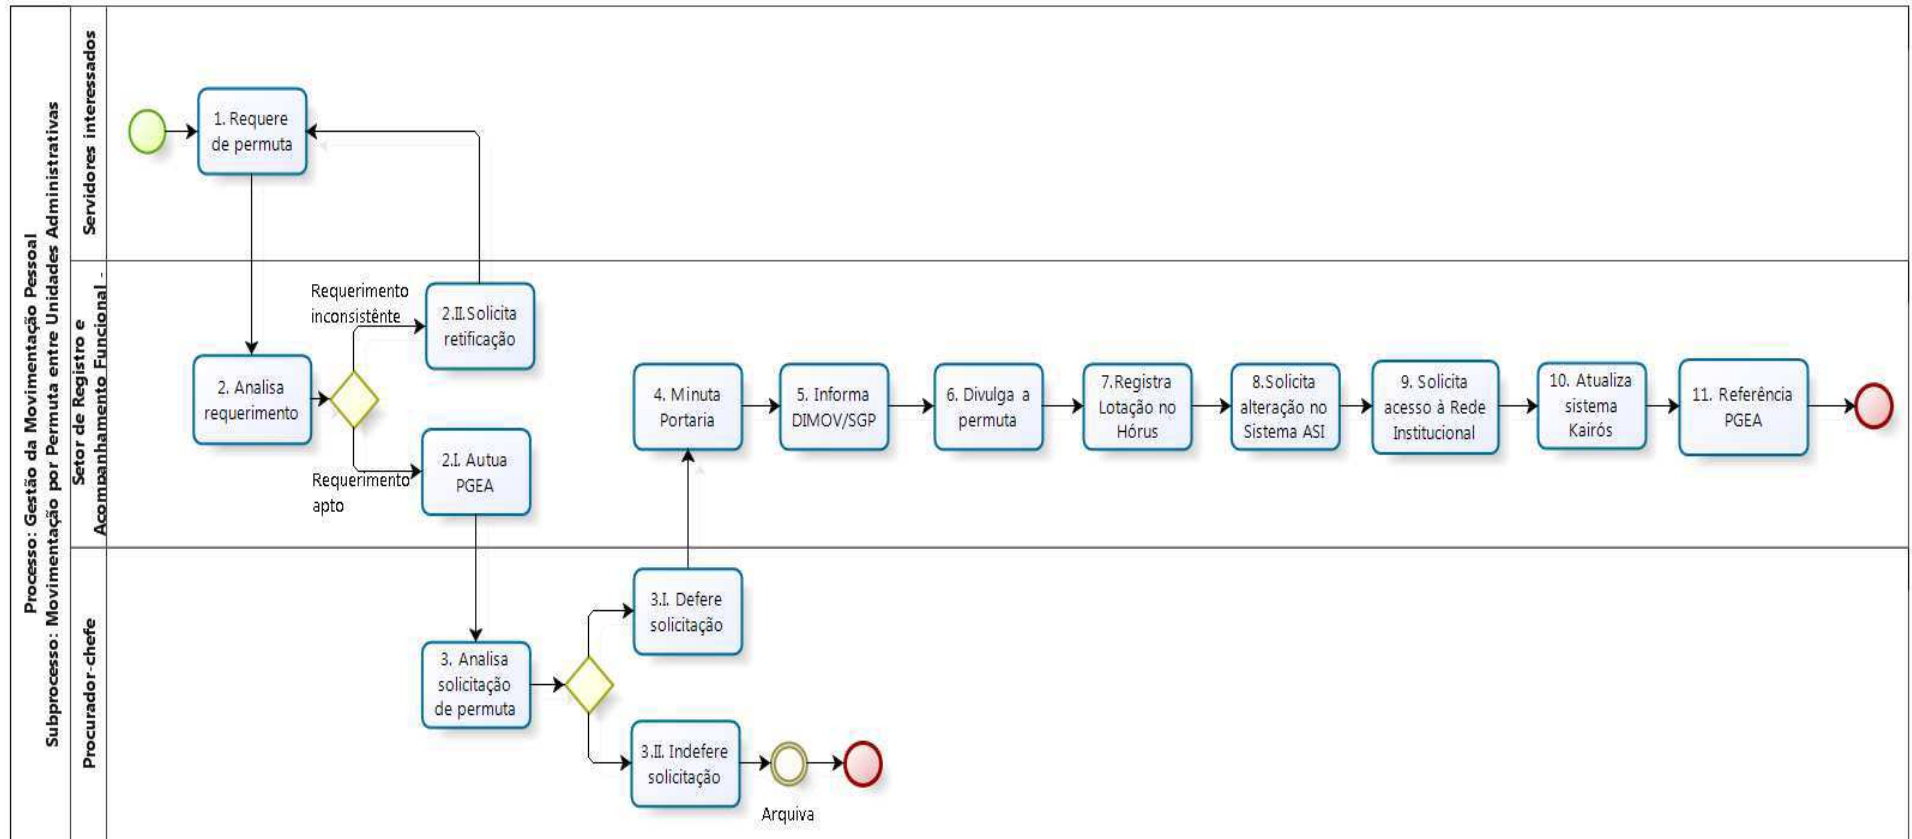 Processo: Gestão da Movimentação Pessoal
Subprocesso: Movimentação por Permuta entre Unidades Administrativas
Servidores interessados
1. Requere
de permuta
Setor de Registro e
Acompanhamento Funcional -
Requerimento
inconsistênte
2.II.Solicita
retificação
2. Analisa
requerimento
Requerimento
apto
2.I. Autua
PGEA
4. Minuta
Portaria
5. Informa
DIMOV/SGP
6. Divulga a
permuta
7.Registra
Lotação no
Hórus
8.Solicita
alteração no
Sistema ASI
9. Solicita
acesso à Rede
Institucional
10. Atualiza
sistema
Kairós
11. Referência
PGEA
Procurador-chefe
3. Analisa
solicitação
de permuta
3.I. Defere
solicitação
3.II. Indefere
solicitação
Arquiva